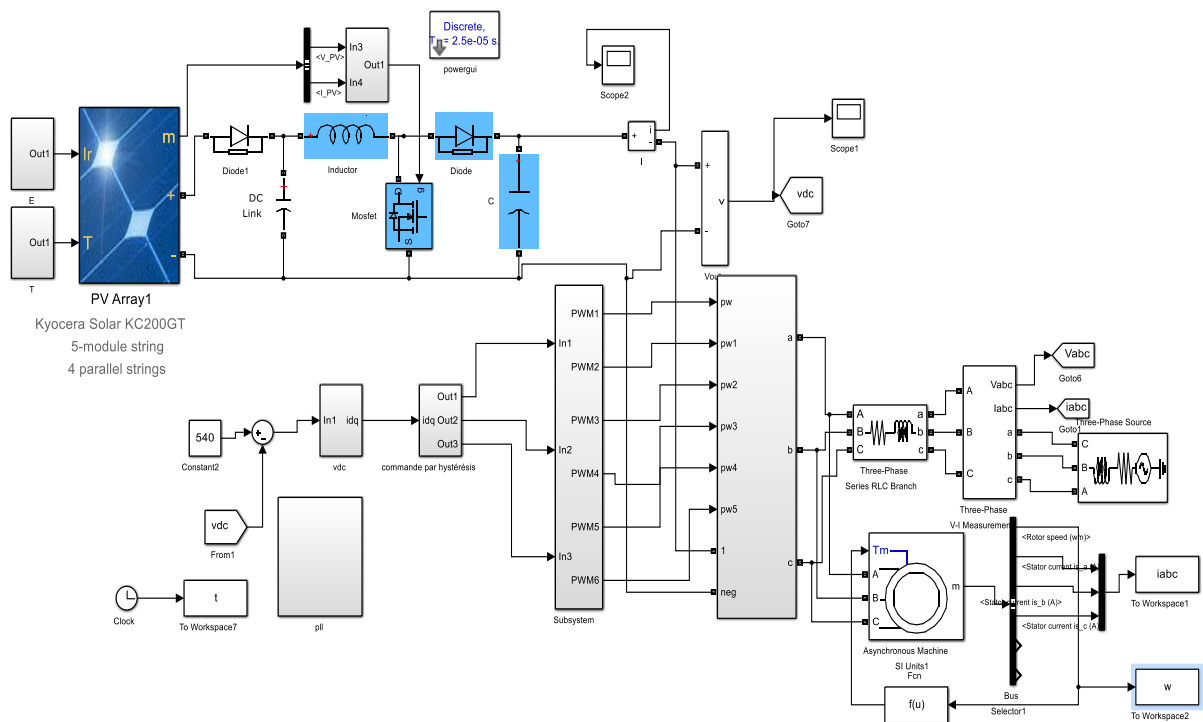 Discrete,
= 2.5e-05 s.
powergui
In3
<V_PV>
Out1
In4
<I_PV>
Scope2
Scope1
i
+
-
I
+
v
-
vdc
Goto7
Out1
E
Out1
T
Ir
m
+
T
-
PV Array1
Kyocera Solar KC200GT
5-module string
4 parallel strings
Diode1
DC
Link
+
Inductor
+
Diode
g
D
S
Mosfet
+
C
PWM1
In1
PWM2
PWM3
In2
PWM4
PWM5
In3
PWM6
Subsystem
pw
pw1
pw2
pw3
pw4
pw5
1
neg
a
b
c
540
Constant2
+
-
In1
idq
vdc
idq
Out1
Out2
Out3
commande par hystérésis
vdc
From1
pll
Clock
t
To Workspace7
A
B
C
a
b
c
Three-Phase
Series RLC Branch
A
B
C
Vabc
Iabc
a
b
c
Three-Phase
V-I Measurement
Vabc
Goto6
iabc
Goto1
Three-Phase Source
C
B
A
Tm
A
B
C
m
Asynchronous Machine
SI Units1
Fcn
f(u)
<Rotor speed (wm)>
<Stator current is_a (A)>
<Stator current is_b (A)>
<Stator current is_c (A)>
Bus
Selector1
iabc
To Workspace1
w
To Workspace2